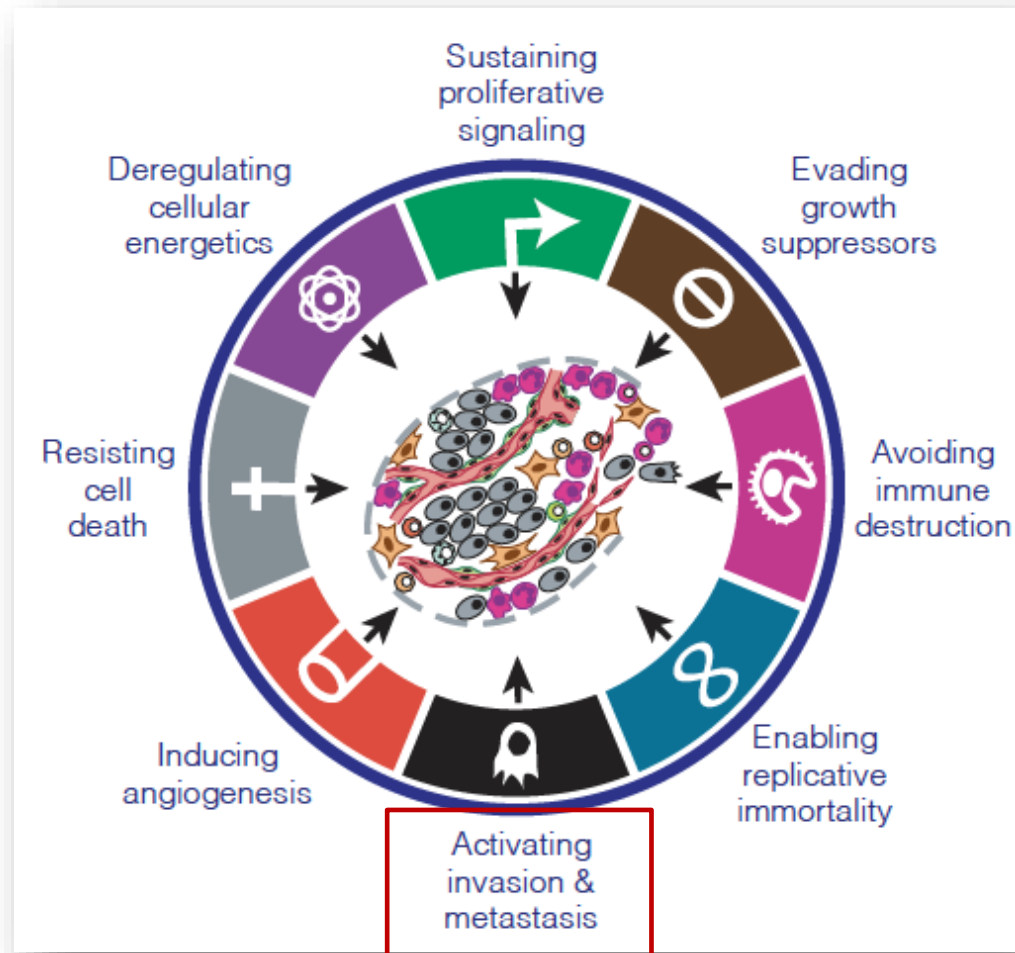 Sustaining
proliferative
signaling
Deregulating
cellular
energetics
Evading
growth
suppressors
Resisting
cell
death
Avoiding
immune
destruction
Inducing
angiogenesis
Enabling
replicative
immortality
Activating
invasion &
metastasis